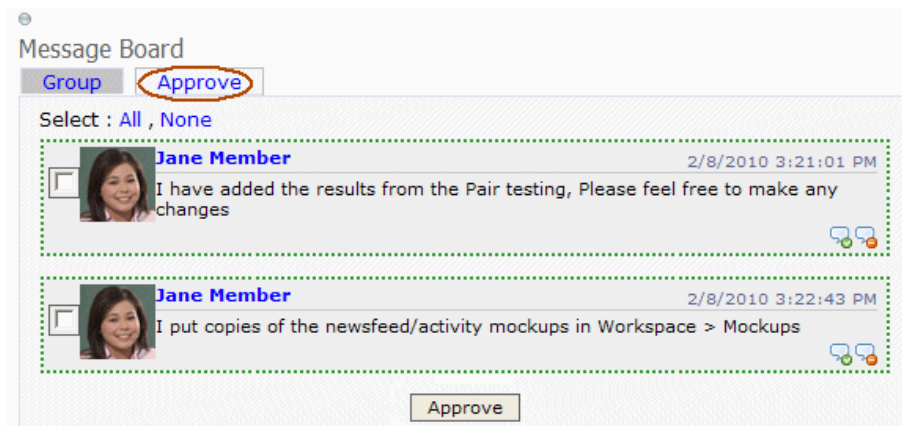 Message Board
Group Approve
Select : All , None
Jane Member 2/8/2010 3:21:01 PM
I have added the results from the Pair testing, Please feel free to make any
changes
Jane Member 2/8/2010 3:22:43 PM
I put copies of the newsfeed/activity mockups in Workspace > Mockups
Approve